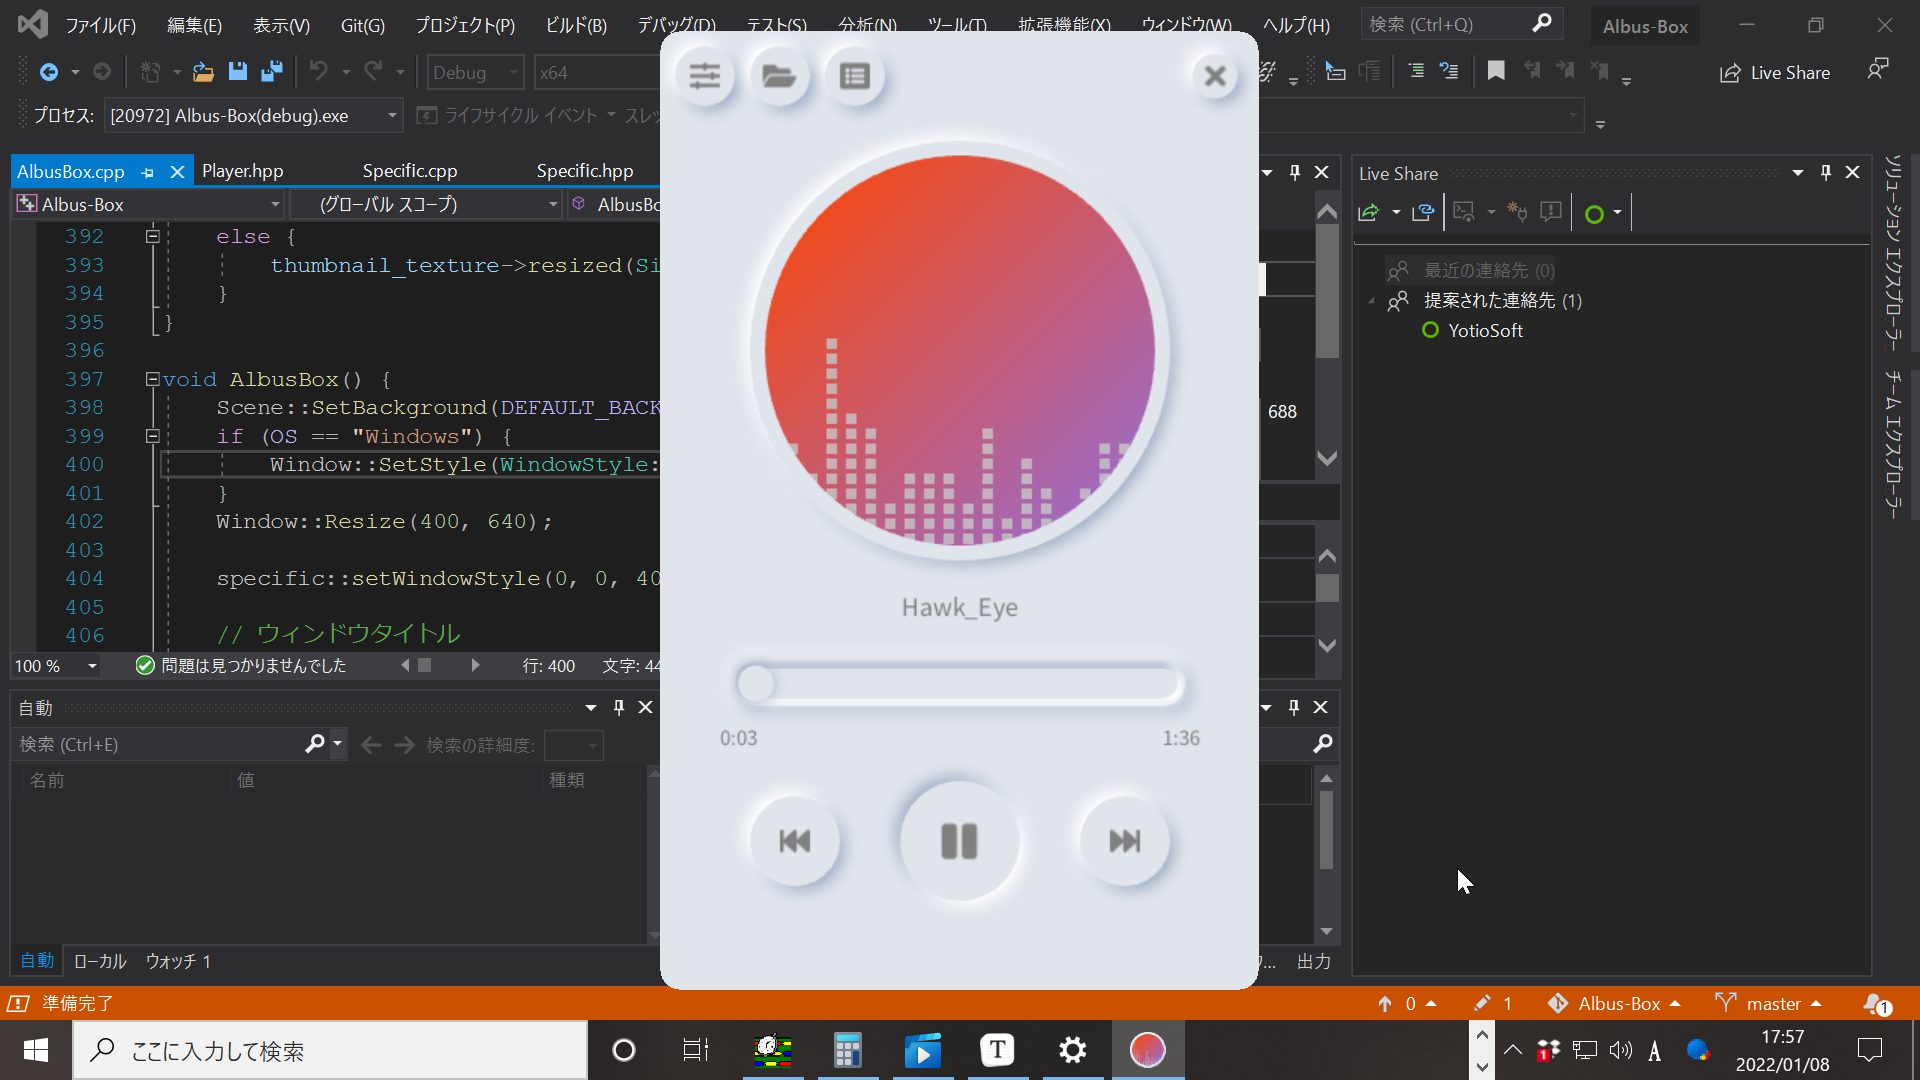 ファイル(F) 編集(E) 表示(V) Git(G) プロジェクト(P) ビルド(B) デバッグ(D) テスト(S) 分析(N) ツール(T) 拡張機能(X) ウィンドウ(W) ヘルプ(H) 検索 (Ctrl+Q) Albus-Box
Debug x64 Live Share
プロセス: [20972] Albus-Box(debug).exe ライフサイクル イベント スレッ
AlbusBox.cpp Player.hpp Specific.cpp Specific.hpp
Albus-Box (グローバル スコープ) AlbusBo
392 else {
393 thumbnail_texture->resized(Si
394 }
395 }
396
397 void AlbusBox() {
398 Scene::SetBackground(DEFAULT_BACK
399 if (OS == "Windows") {
400 Window::SetStyle(WindowStyle:
401 }
402 Window::Resize(400, 640);
403
404 specific::setWindowStyle(0, 0, 40
405
406 // ウィンドウタイトル
100 % 問題は見つかりませんでした 行: 400 文字: 44
自動
検索 (Ctrl+E) 検索の詳細度:
名前 値 種類
自動 ローカル ウォッチ 1
Hawk_Eye
0:03 1:36
688
出力
Live Share
最近の連絡先 (0)
提案された連絡先 (1)
YotioSoft
ソリューション エクスプローラー
チーム エクスプローラー
準備完了 0 1 Albus-Box master 1
ここに入力して検索
T
1
A
17:57
2022/01/08